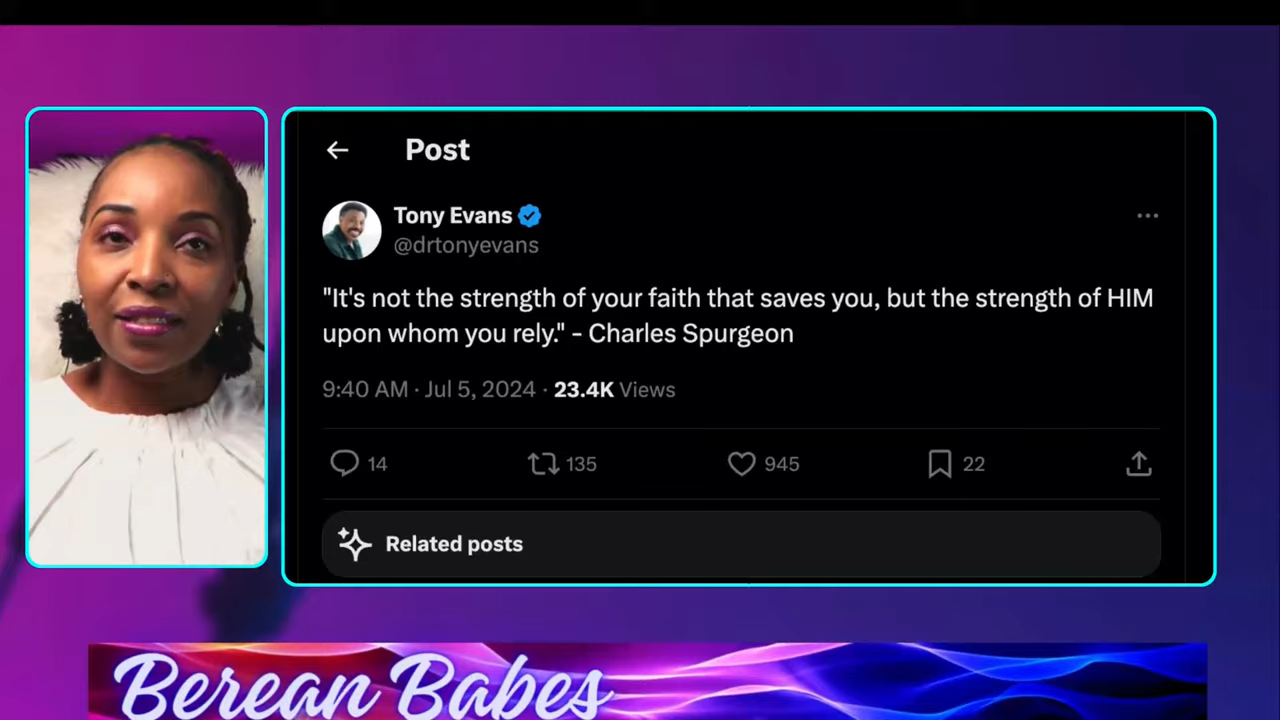 Post
Tony Evans
@drtonyevans
"It's not the strength of your faith that saves you, but the strength of HIM
upon whom you rely." - Charles Spurgeon
9:40 AM · Jul 5, 2024 · 23.4K Views
14 135 945 22
Related posts
Berean Babes